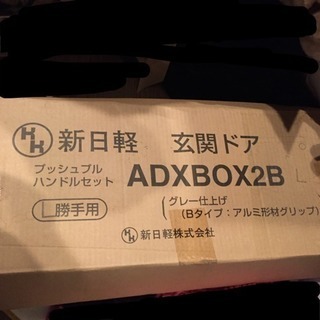 HK 新日軽 玄関ドア
プッシュプル
ハンドルセット ADXBOX2B L
L勝手用 グレー仕上げ
(Bタイプ：アルミ形材グリップ)
HK 新日軽株式会社